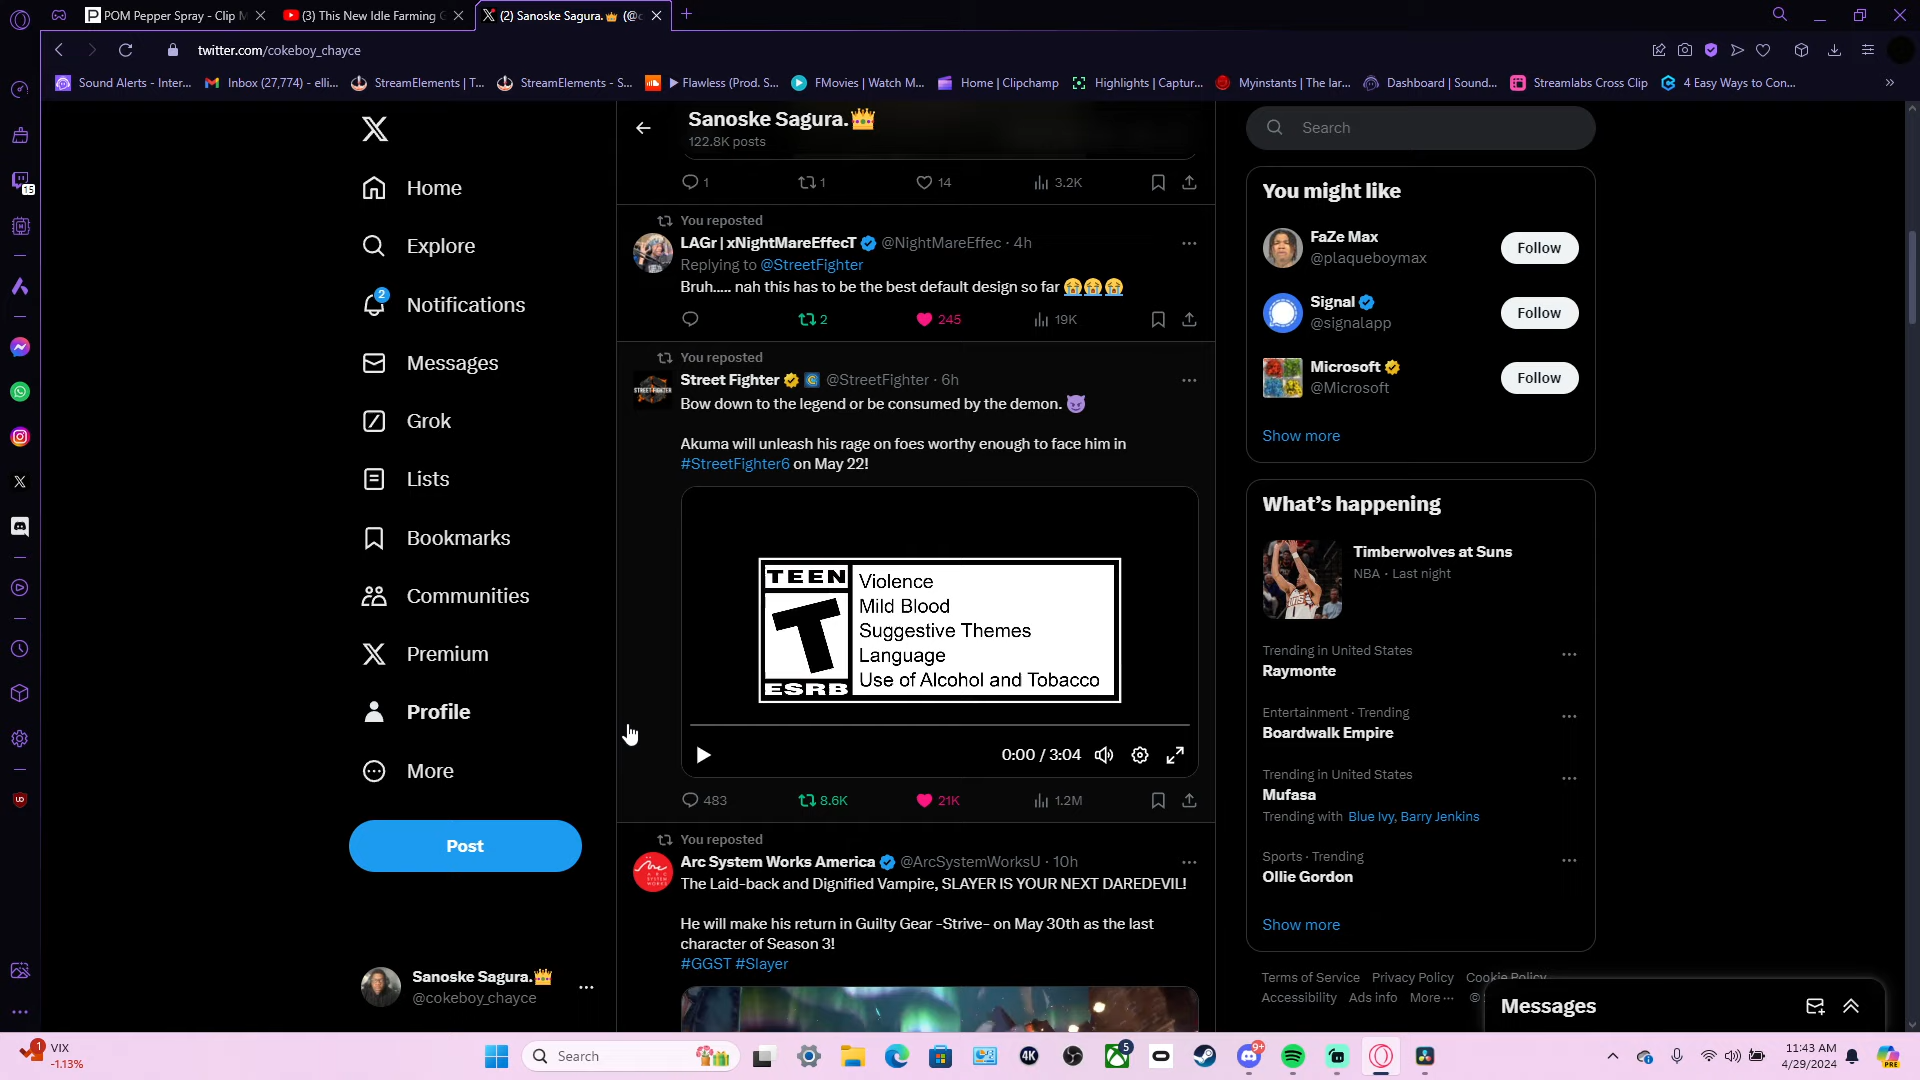 POM Pepper Spray - Clip M
(3) This New Idle Farming G
(2) Sanoske Sagura.👑 (@c
twitter.com/cokeboy_chayce
Sound Alerts - Inter...
Inbox (27,774) - elli...
StreamElements | T...
StreamElements - S...
▶ Flawless (Prod. S...
FMovies | Watch M...
Home | Clipchamp
Highlights | Captur...
Myinstants | The lar...
Dashboard | Sound...
Streamlabs Cross Clip
4 Easy Ways to Con...
15
Home
Explore
2
Notifications
Messages
Grok
Lists
Bookmarks
Communities
Premium
Profile
More
Post
Sanoske Sagura.👑
@cokeboy_chayce
Sanoske Sagura.👑
122.8K posts
1
1
14
3.2K
You reposted
LAGr | xNightMareEffecT @NightMareEffec · 4h
Replying to @StreetFighter
Bruh..... nah this has to be the best default design so far 😭😭😭
2
245
19K
You reposted
STREET FIGHTER
Street Fighter @StreetFighter · 6h
Bow down to the legend or be consumed by the demon. 😈
Akuma will unleash his rage on foes worthy enough to face him in
#StreetFighter6 on May 22!
TEEN
T
ESRB
Violence
Mild Blood
Suggestive Themes
Language
Use of Alcohol and Tobacco
0:00 / 3:04
483
8.6K
21K
1.2M
You reposted
Arc System Works America @ArcSystemWorksU · 10h
The Laid-back and Dignified Vampire, SLAYER IS YOUR NEXT DAREDEVIL!
He will make his return in Guilty Gear -Strive- on May 30th as the last
character of Season 3!
#GGST #Slayer
Search
You might like
FaZe Max
@plaqueboymax
Follow
Signal
@signalapp
Follow
Microsoft
@Microsoft
Follow
Show more
What's happening
Timberwolves at Suns
NBA · Last night
Trending in United States
Raymonte
Entertainment · Trending
Boardwalk Empire
Trending in United States
Mufasa
Trending with Blue Ivy, Barry Jenkins
Sports · Trending
Ollie Gordon
Show more
Terms of Service Privacy Policy Cookie Policy
Accessibility Ads info More ··· ©
Messages
1
VIX
-1.13%
Search
4K
5
9+
11:43 AM
4/29/2024
PRE